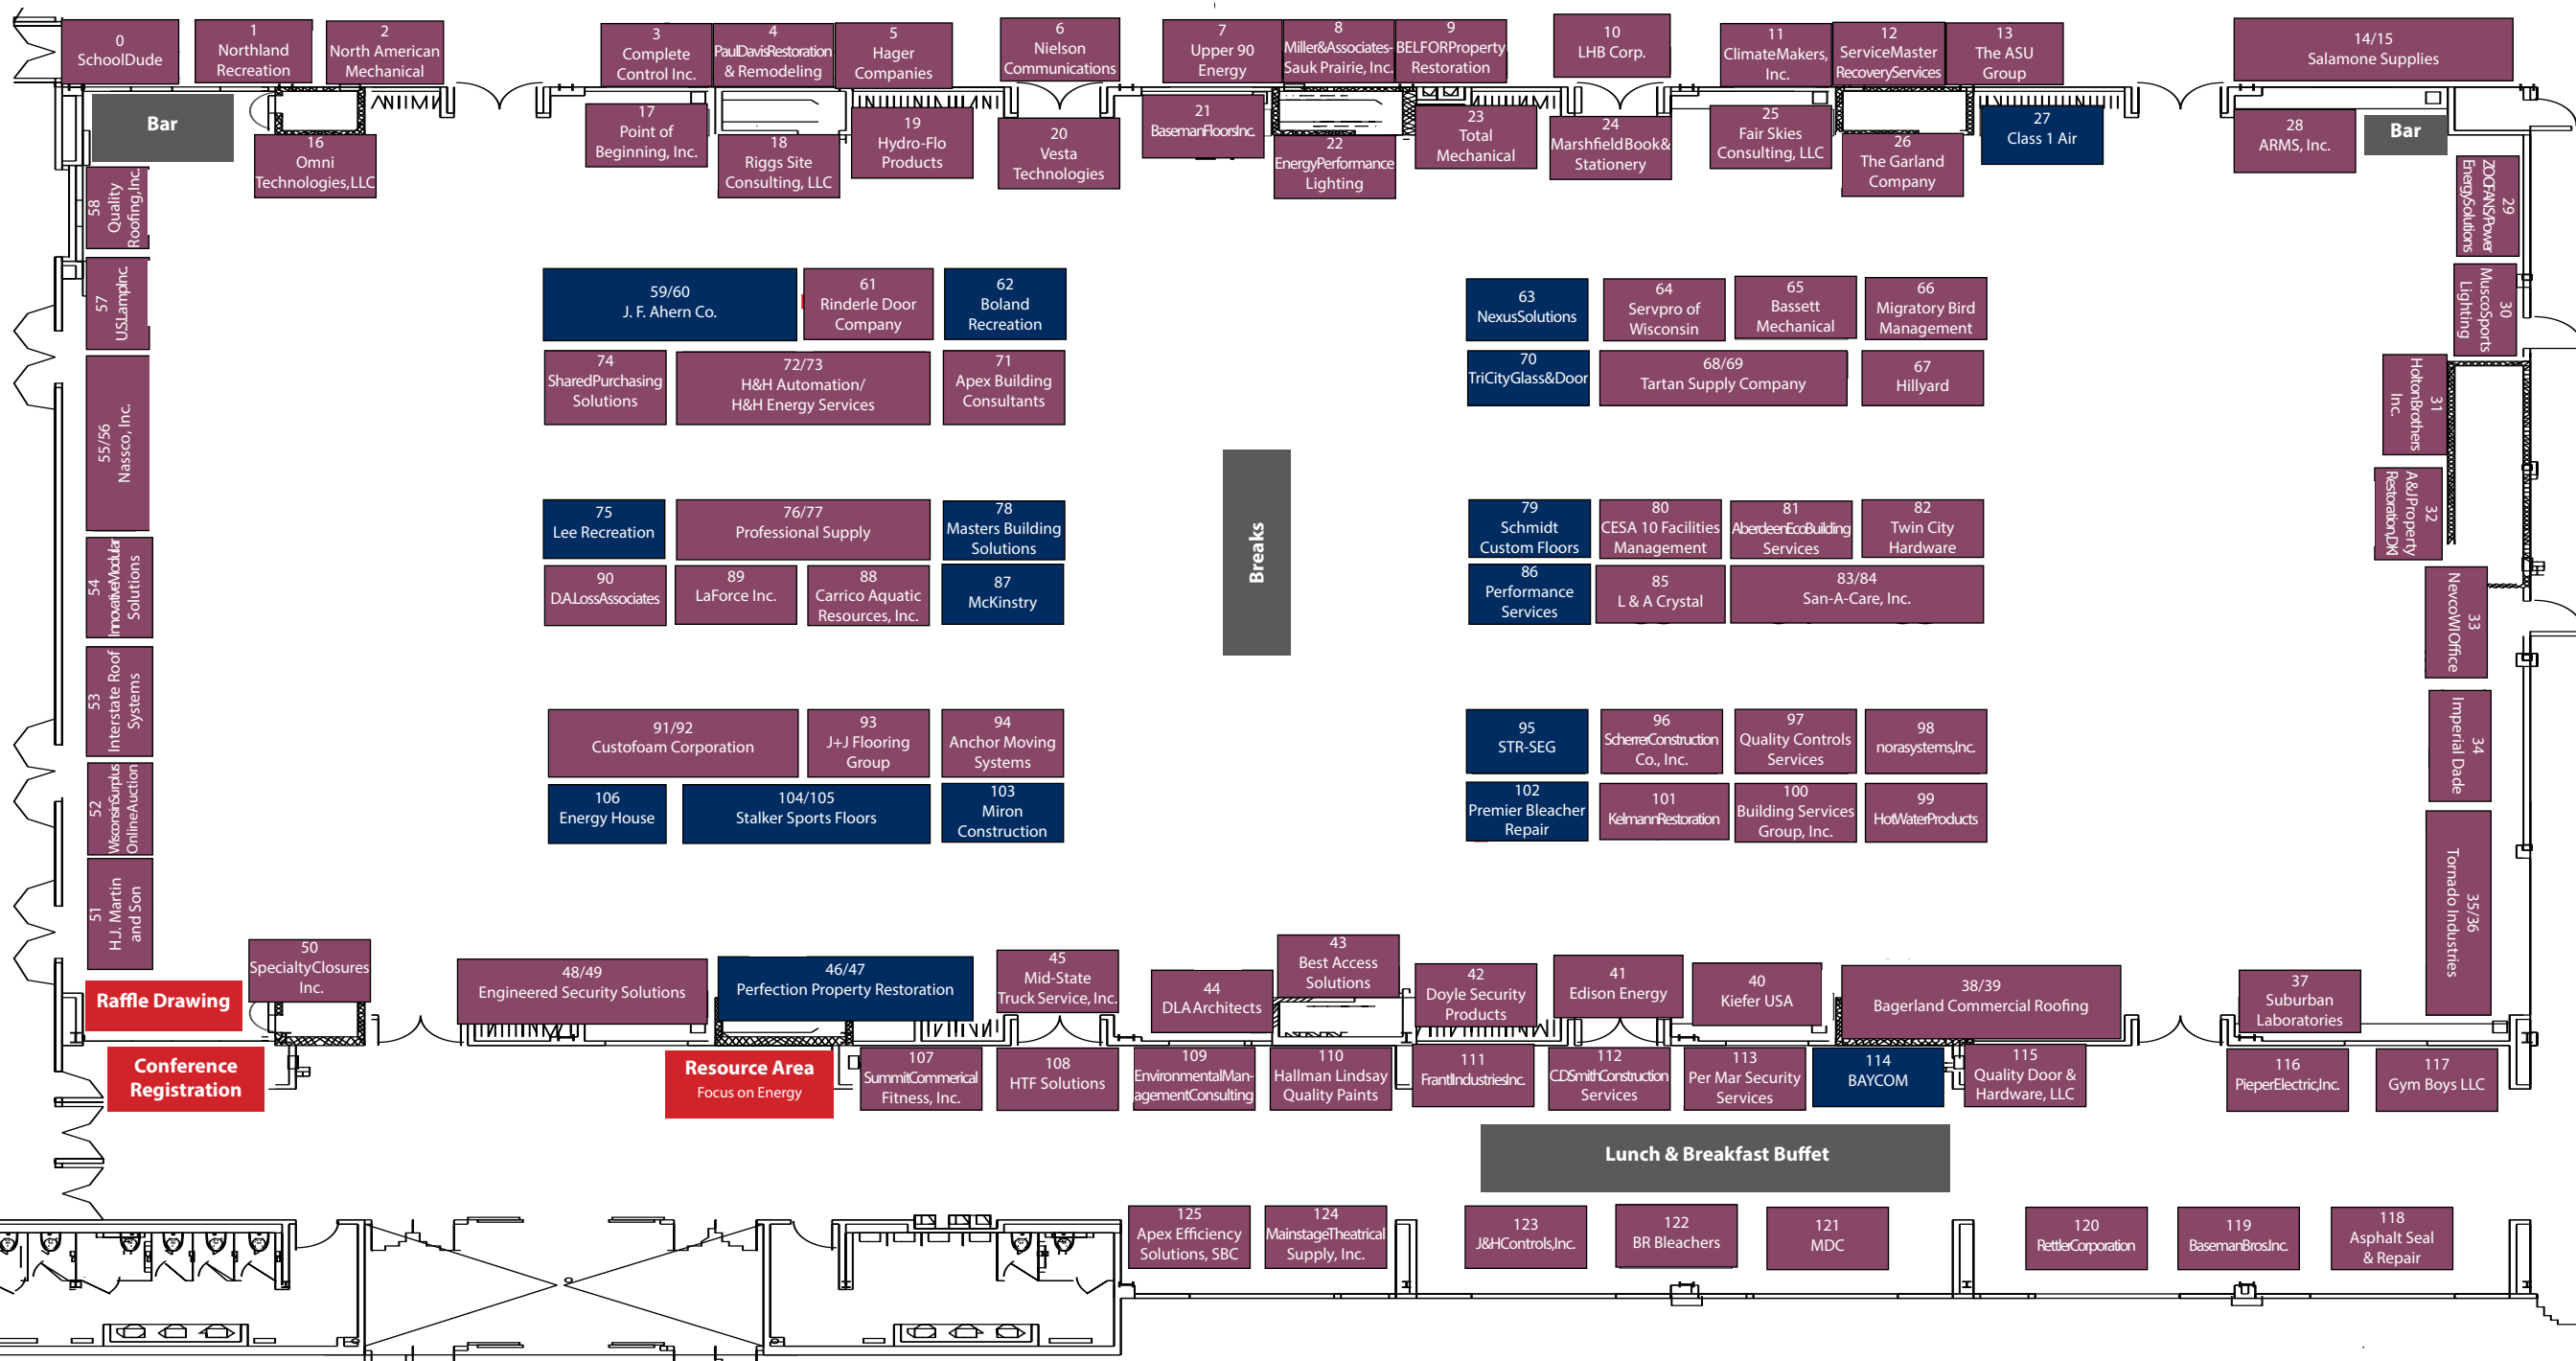 0
SchoolDude
1
Northland
Recreation
2
North American
Mechanical
3
Complete
Control Inc.
4
PaulDavisRestoration
& Remodeling
5
Hager
Companies
6
Nielson
Communications
7
Upper 90
Energy
8
Miller&Associates-
Sauk Prairie, Inc.
9
BELFORProperty
Restoration
10
LHB Corp.
11
ClimateMakers,
Inc.
12
ServiceMaster
RecoveryServices
13
The ASU
Group
14/15
Salamone Supplies
Bar
16
Omni
Technologies,LLC
17
Point of
Beginning, Inc.
18
Riggs Site
Consulting, LLC
19
Hydro-Flo
Products
20
Vesta
Technologies
21
BasemanFloorsInc.
22
EnergyPerformance
Lighting
23
Total
Mechanical
24
MarshfieldBook&
Stationery
25
Fair Skies
Consulting, LLC
26
The Garland
Company
27
Class 1 Air
28
ARMS, Inc.
Bar
29
ZOOFANS/Power
EnergySolutions
30
MuscoSports
Lighting
31
HoltonBrothers
Inc.
32
A&JProperty
Restoration,DKI
33
NevcoWIOffice
34
Imperial Dade
35/36
Tornado Industries
58
Quality
Roofing,Inc.
57
U.S.LampInc.
55/56
Nassco, Inc.
54
InnovativeModular
Solutions
53
Interstate Roof
Systems
52
WisconsinSurplus
OnlineAuction
51
H.J. Martin
and Son
59/60
J. F. Ahern Co.
61
Rinderle Door
Company
62
Boland
Recreation
63
NexusSolutions
64
Servpro of
Wisconsin
65
Bassett
Mechanical
66
Migratory Bird
Management
74
SharedPurchasing
Solutions
72/73
H&H Automation/
H&H Energy Services
71
Apex Building
Consultants
70
TriCityGlass&Door
68/69
Tartan Supply Company
67
Hillyard
Breaks
75
Lee Recreation
76/77
Professional Supply
78
Masters Building
Solutions
79
Schmidt
Custom Floors
80
CESA 10 Facilities
Management
81
AberdeenEcoBuilding
Services
82
Twin City
Hardware
90
D.A.LossAssociates
89
LaForce Inc.
88
Carrico Aquatic
Resources, Inc.
87
McKinstry
86
Performance
Services
85
L & A Crystal
83/84
San-A-Care, Inc.
91/92
Custofoam Corporation
93
J+J Flooring
Group
94
Anchor Moving
Systems
95
STR-SEG
96
ScherrerConstruction
Co., Inc.
97
Quality Controls
Services
98
norasystems,Inc.
106
Energy House
104/105
Stalker Sports Floors
103
Miron
Construction
102
Premier Bleacher
Repair
101
KelmannRestoration
100
Building Services
Group, Inc.
99
HotWaterProducts
50
SpecialtyClosures
Inc.
48/49
Engineered Security Solutions
46/47
Perfection Property Restoration
45
Mid-State
Truck Service, Inc.
44
DLAArchitects
43
Best Access
Solutions
42
Doyle Security
Products
41
Edison Energy
40
Kiefer USA
38/39
Bagerland Commercial Roofing
37
Suburban
Laboratories
Raffle Drawing
Conference
Registration
Resource Area
Focus on Energy
107
SummitCommerical
Fitness, Inc.
108
HTF Solutions
109
EnvironmentalMan-
agementConsulting
110
Hallman Lindsay
Quality Paints
111
FrantlIndustriesInc.
112
C.D.SmithConstruction
Services
113
Per Mar Security
Services
114
BAYCOM
115
Quality Door &
Hardware, LLC
116
PieperElectric,Inc.
117
Gym Boys LLC
Lunch & Breakfast Buffet
125
Apex Efficiency
Solutions, SBC
124
MainstageTheatrical
Supply, Inc.
123
J&HControls,Inc.
122
BR Bleachers
121
MDC
120
RettlerCorporation
119
BasemanBros.Inc.
118
Asphalt Seal
& Repair